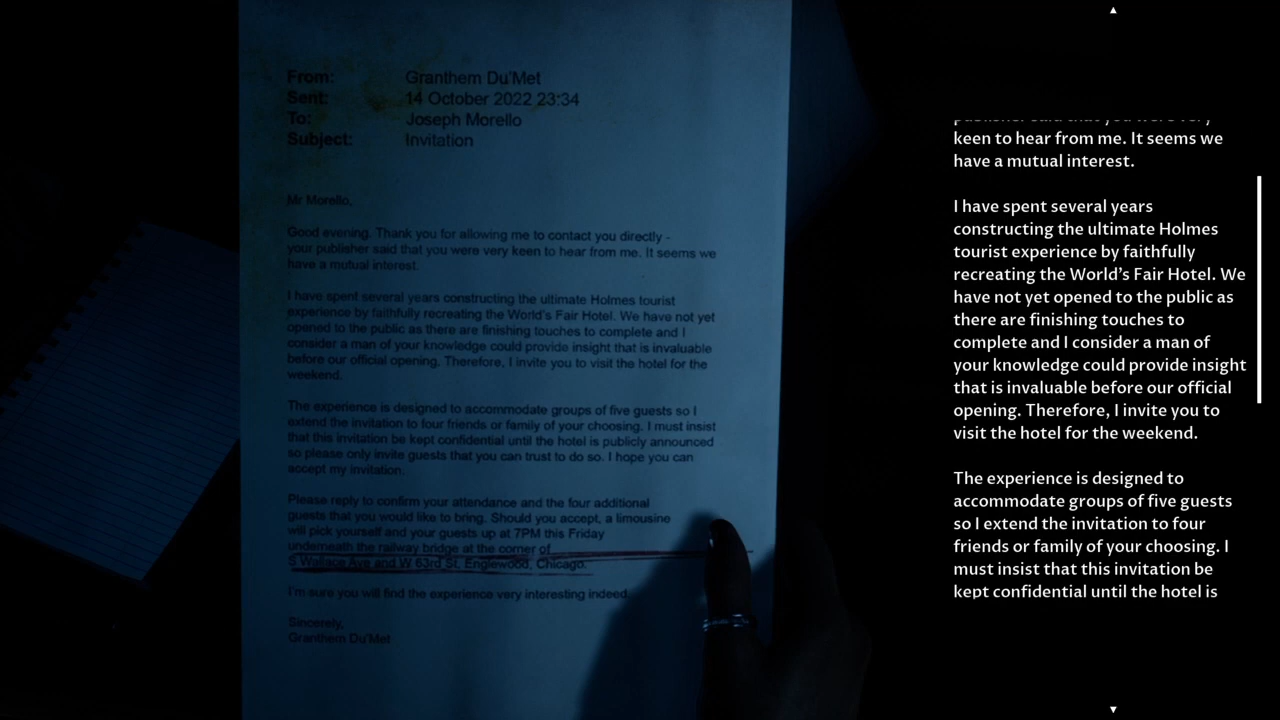 From: Granthem Du'Met
Sent: 14 October 2022 23:34
To: Joseph Morello
Subject: Invitation
Mr Morello,
Good evening. Thank you for allowing me to contact you directly -
your publisher said that you were very keen to hear from me. It seems we
have a mutual interest.
I have spent several years constructing the ultimate Holmes tourist
experience by faithfully recreating the World's Fair Hotel. We have not yet
opened to the public as there are finishing touches to complete and I
consider a man of your knowledge could provide insight that is invaluable
before our official opening. Therefore, I invite you to visit the hotel for the
weekend.
The experience is designed to accommodate groups of five guests so I
extend the invitation to four friends or family of your choosing. I must insist
that this invitation be kept confidential until the hotel is publicly announced
so please only invite guests that you can trust to do so. I hope you can
accept my invitation.
Please reply to confirm your attendance and the four additional
guests that you would like to bring. Should you accept, a limousine
will pick yourself and your guests up at 7PM this Friday
underneath the railway bridge at the corner of
S Wallace Ave and W 63rd St, Englewood, Chicago.
I'm sure you will find the experience very interesting indeed.
Sincerely,
Granthem Du'Met
publisher said that you were very
keen to hear from me. It seems we
have a mutual interest.
I have spent several years
constructing the ultimate Holmes
tourist experience by faithfully
recreating the World's Fair Hotel. We
have not yet opened to the public as
there are finishing touches to
complete and I consider a man of
your knowledge could provide insight
that is invaluable before our official
opening. Therefore, I invite you to
visit the hotel for the weekend.
The experience is designed to
accommodate groups of five guests
so I extend the invitation to four
friends or family of your choosing. I
must insist that this invitation be
kept confidential until the hotel is